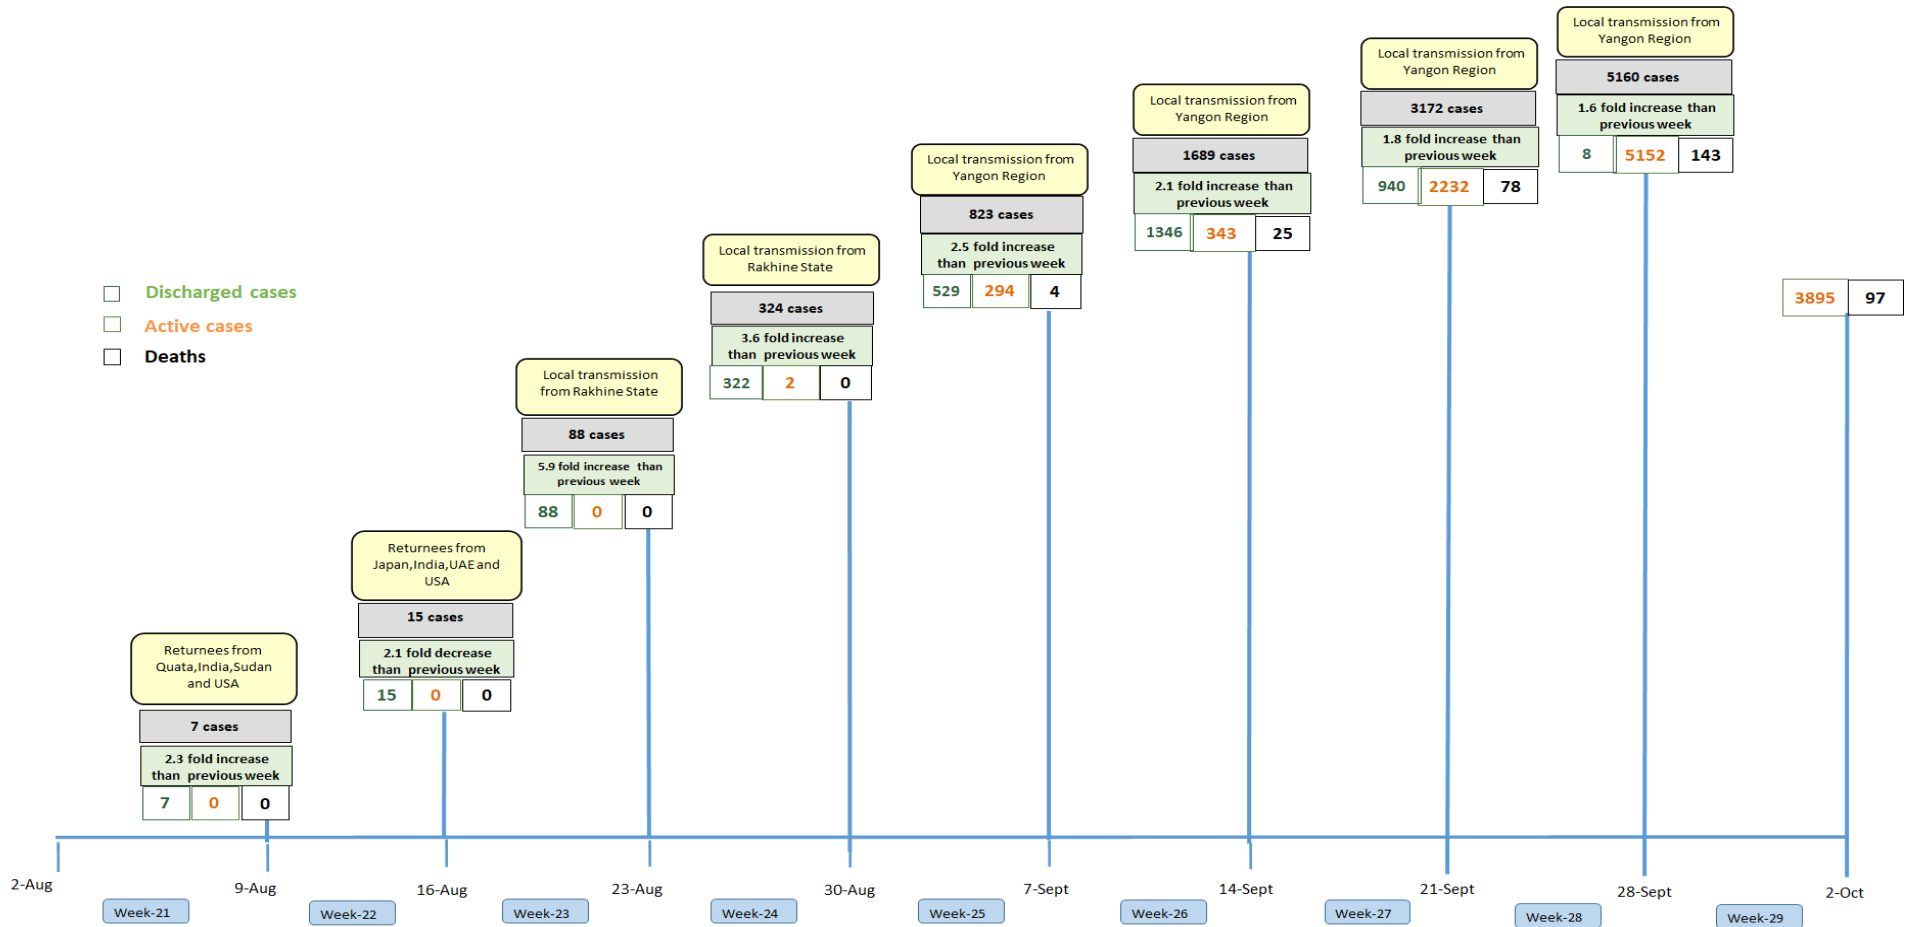 Discharged cases
Active cases
Deaths
Returnees from
Quata,India,Sudan
and USA
7 cases
2.3 fold increase
than previous week
7 0 0
Returnees from
Japan,India,UAE and
USA
15 cases
2.1 fold decrease
than previous week
15 0 0
Local transmission
from Rakhine State
88 cases
5.9 fold increase than
previous week
88 0 0
Local transmission from
Rakhine State
324 cases
3.6 fold increase
than previous week
322 2 0
Local transmission from
Yangon Region
823 cases
2.5 fold increase
than previous week
529 294 4
Local transmission from
Yangon Region
1689 cases
2.1 fold increase than
previous week
1346 343 25
Local transmission from
Yangon Region
3172 cases
1.8 fold increase than
previous week
940 2232 78
Local transmission from
Yangon Region
5160 cases
1.6 fold increase than
previous week
8 5152 143
3895 97
2-Aug 9-Aug 16-Aug 23-Aug 30-Aug 7-Sept 14-Sept 21-Sept 28-Sept 2-Oct
Week-21 Week-22 Week-23 Week-24 Week-25 Week-26 Week-27 Week-28 Week-29